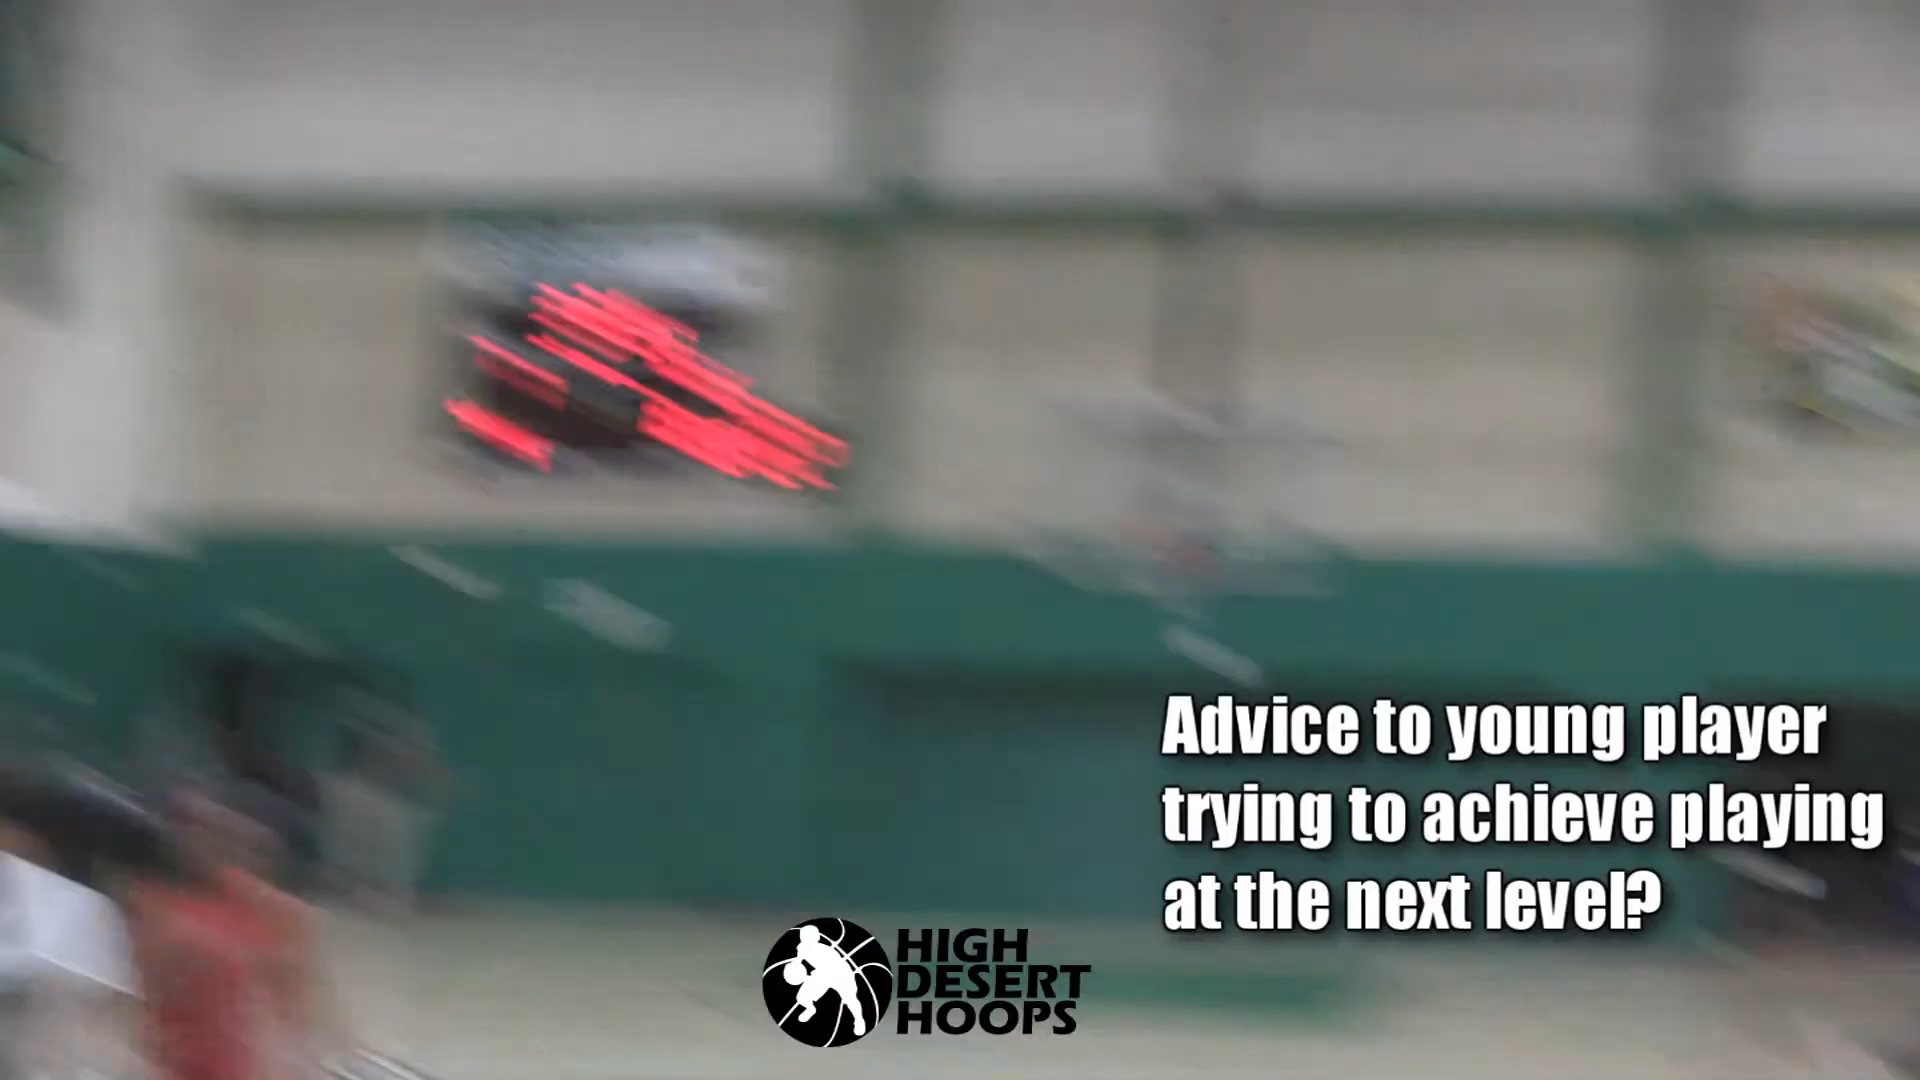 Advice to young player
trying to achieve playing
at the next level?
HIGH
DESERT
HOOPS